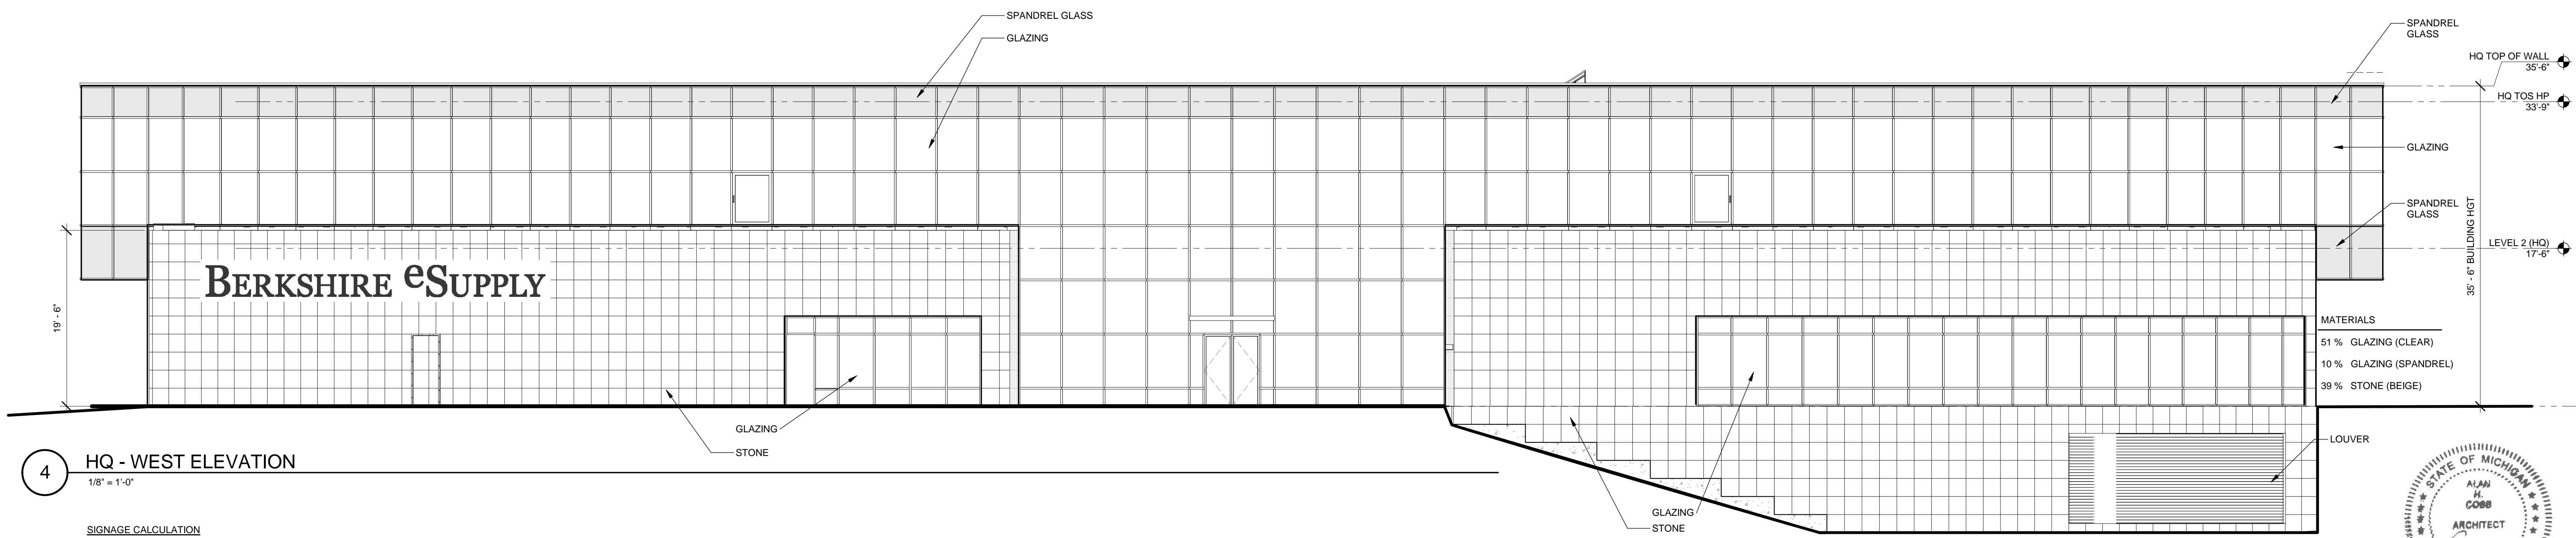 SPANDREL GLASS
GLAZING
SPANDREL
GLASS
HQ TOP OF WALL
35'-6"
HQ TOS HP
33'-9"
GLAZING
SPANDREL
GLASS
LEVEL 2 (HQ)
17'-6"
35' - 6" BUILDING HGT
19' - 6"
BERKSHIRE eSUPPLY
MATERIALS
51 % GLAZING (CLEAR)
10 % GLAZING (SPANDREL)
39 % STONE (BEIGE)
GLAZING
STONE
LOUVER
4
HQ - WEST ELEVATION
1/8" = 1'-0"
GLAZING
STONE
SIGNAGE CALCULATION
STATE OF MICHIGAN
ALAN
H.
COBB
ARCHITECT